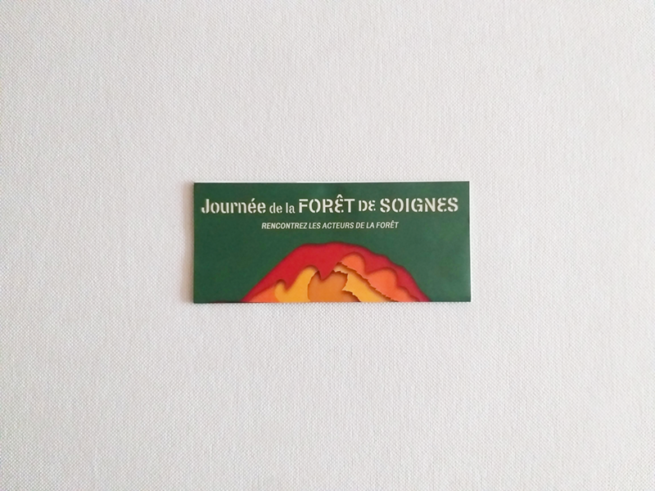 Journée de la FORÊT DE SOIGNES
RENCONTREZ LES ACTEURS DE LA FORÊT